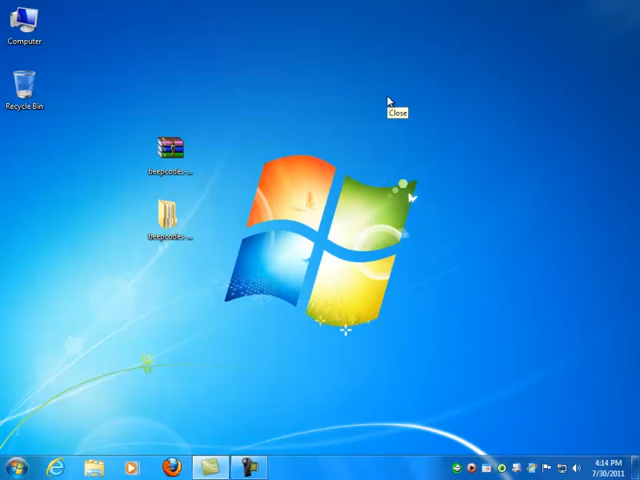 Computer
Recycle Bin
Close
beepcodes-...
beepcodes-...
4:14 PM
7/30/2011